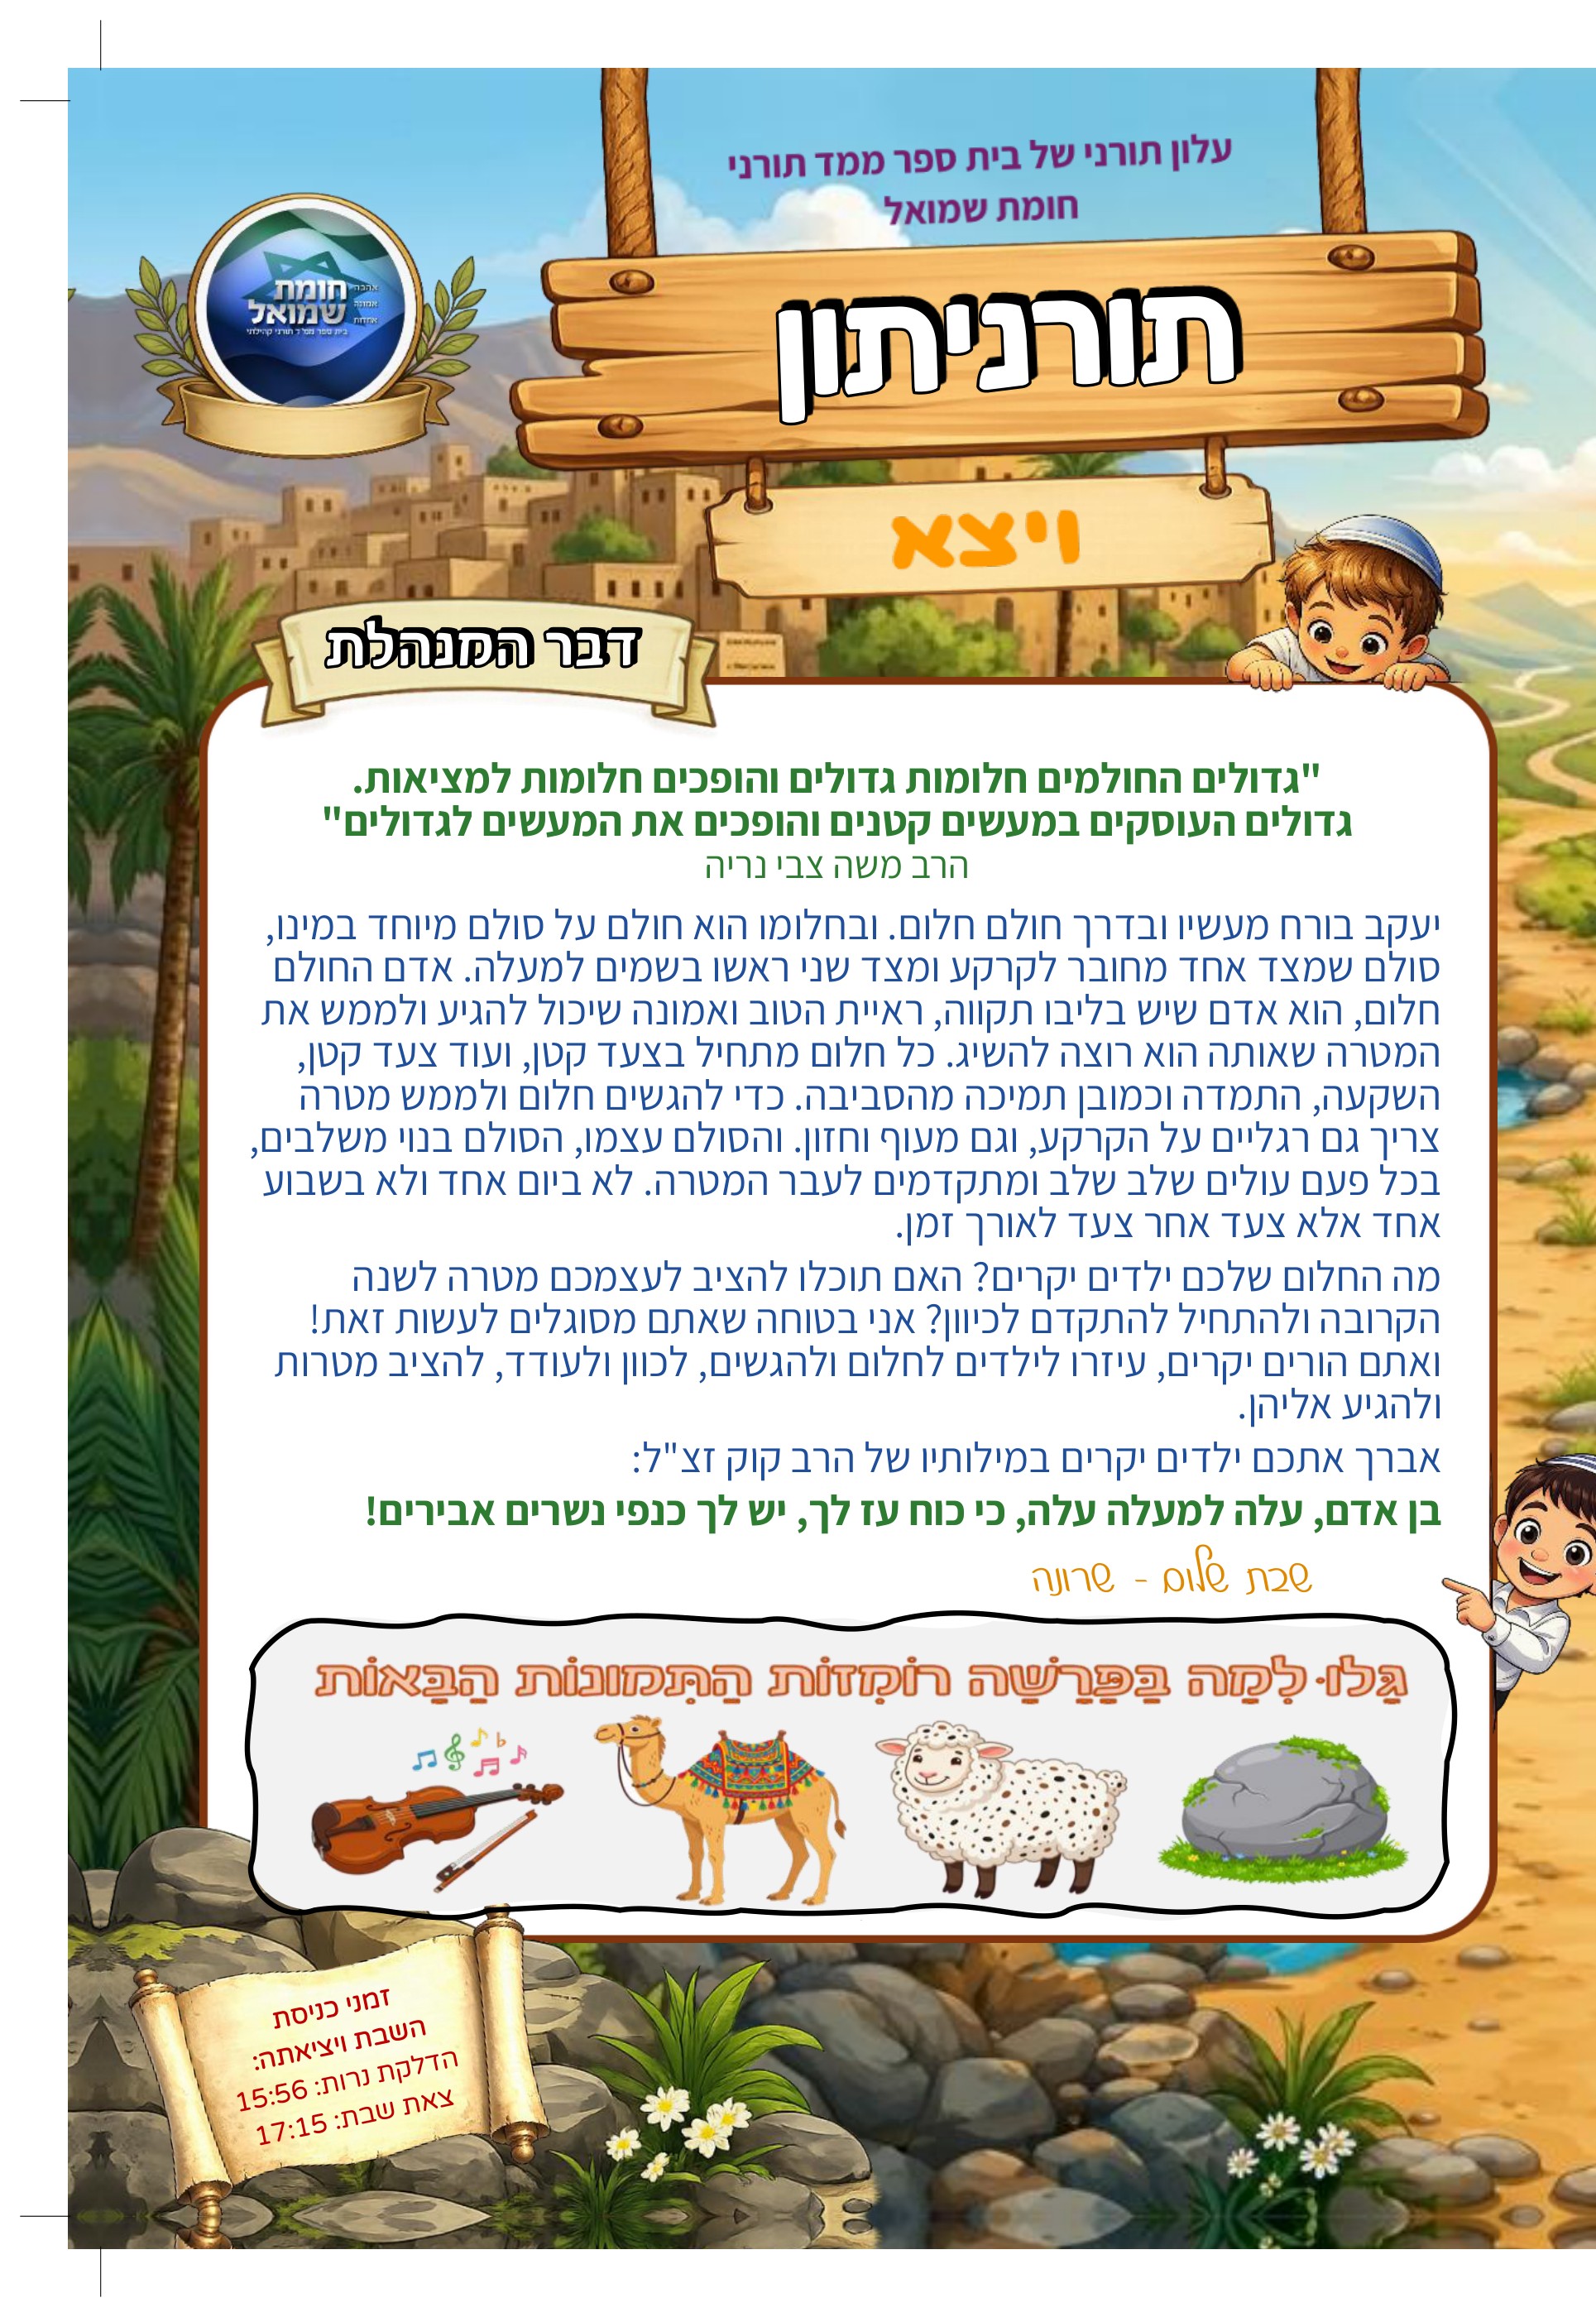 עלון תורני של בית ספר ממד תורני
חומת שמואל
חומת
שמואל
אהבה
אמונה
אחדות
בית ספר ממ"ד תורני קהילתי
תורניתון
ויצא
דבר המנהלת
"גדולים החולמים חלומות גדולים והופכים חלומות למציאות.
גדולים העוסקים במעשים קטנים והופכים את המעשים לגדולים"
הרב משה צבי נריה
יעקב בורח מעשיו ובדרך חולם חלום. ובחלומו הוא חולם על סולם מיוחד במינו,
סולם שמצד אחד מחובר לקרקע ומצד שני ראשו בשמים למעלה. אדם החולם
חלום, הוא אדם שיש בליבו תקווה, ראיית הטוב ואמונה שיכול להגיע ולממש את
המטרה שאותה הוא רוצה להשיג. כל חלום מתחיל בצעד קטן, ועוד צעד קטן,
השקעה, התמדה וכמובן תמיכה מהסביבה. כדי להגשים חלום ולממש מטרה
צריך גם רגליים על הקרקע, וגם מעוף וחזון. והסולם עצמו, הסולם בנוי משלבים,
בכל פעם עולים שלב שלב ומתקדמים לעבר המטרה. לא ביום אחד ולא בשבוע
אחד אלא צעד אחר צעד לאורך זמן.
מה החלום שלכם ילדים יקרים? האם תוכלו להציב לעצמכם מטרה לשנה
הקרובה ולהתחיל להתקדם לכיוון? אני בטוחה שאתם מסוגלים לעשות זאת!
ואתם הורים יקרים, עיזרו לילדים לחלום ולהגשים, לכוון ולעודד, להציב מטרות
ולהגיע אליהן.
אברך אתכם ילדים יקרים במילותיו של הרב קוק זצ"ל:
בן אדם, עלה למעלה עלה, כי כוח עז לך, יש לך כנפי נשרים אבירים!
שבת שלום - שרונה
גַּלוּ לְמַה בַּפָּרָשָׁה רוֹמְזוֹת הַתְּמוּנוֹת הַבָּאוֹת
זמני כניסת
השבת ויציאתה:
הדלקת נרות: 15:56
צאת שבת: 17:15